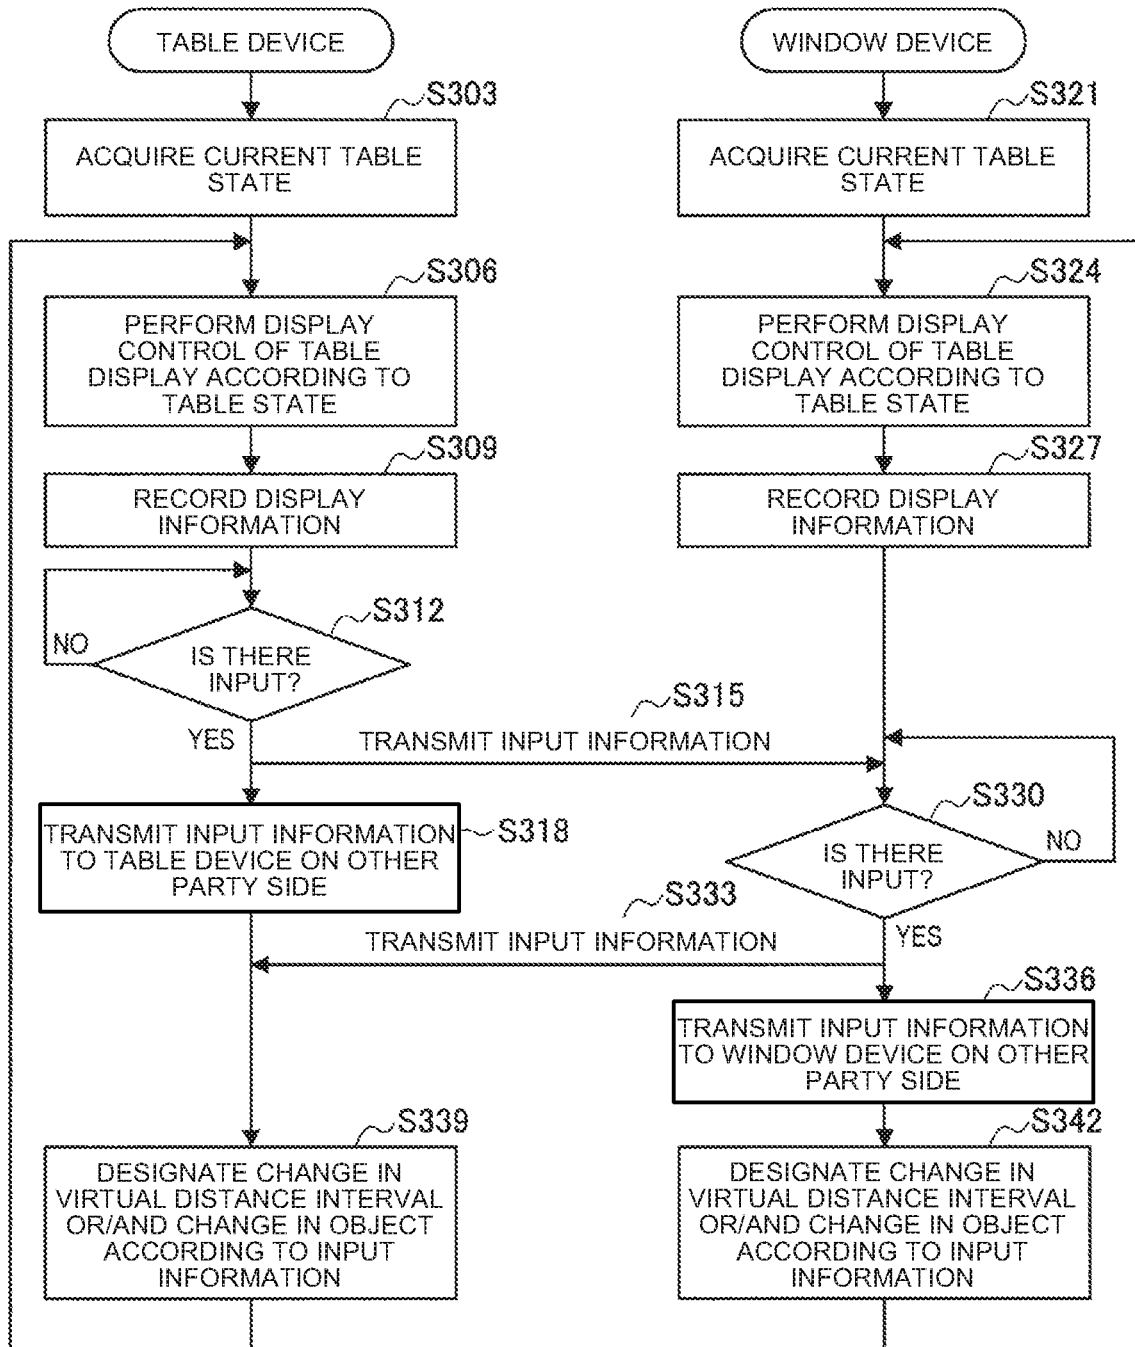 TABLE DEVICE
S303
ACQUIRE CURRENT TABLE
STATE
S306
PERFORM DISPLAY
CONTROL OF TABLE
DISPLAY ACCORDING TO
TABLE STATE
S309
RECORD DISPLAY
INFORMATION
S312
NO
IS THERE
INPUT?
YES
S315
TRANSMIT INPUT INFORMATION
S318
TRANSMIT INPUT INFORMATION
TO TABLE DEVICE ON OTHER
PARTY SIDE
S339
DESIGNATE CHANGE IN
VIRTUAL DISTANCE INTERVAL
OR/AND CHANGE IN OBJECT
ACCORDING TO INPUT
INFORMATION
WINDOW DEVICE
S321
ACQUIRE CURRENT TABLE
STATE
S324
PERFORM DISPLAY
CONTROL OF TABLE
DISPLAY ACCORDING TO
TABLE STATE
S327
RECORD DISPLAY
INFORMATION
S330
IS THERE
INPUT?
NO
YES
S333
TRANSMIT INPUT INFORMATION
S336
TRANSMIT INPUT INFORMATION
TO WINDOW DEVICE ON OTHER
PARTY SIDE
S342
DESIGNATE CHANGE IN
VIRTUAL DISTANCE INTERVAL
OR/AND CHANGE IN OBJECT
ACCORDING TO INPUT
INFORMATION